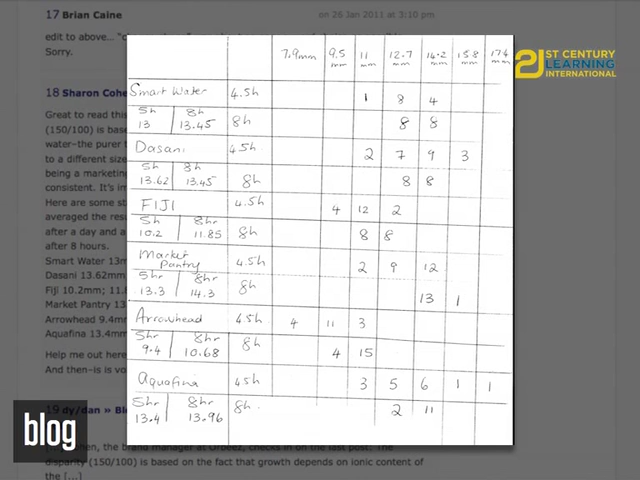 17 Brian Caine on 26 Jan 2011 at 3:10 pm
edit to above…
Sorry.
7.9mm 9.5 mm 11 mm 12.7 mm 14.2 mm 15.8 mm 17.4 mm
21ST CENTURY
LEARNING
INTERNATIONAL
Smart Water 4.5h 1 8 4
5h 8h
13 13.45 8h 8 8
Dasani 4.5h 2 7 9 3
5h 8h
13.62 13.45 8h 8 8
FIJI 4.5h 4 12 2
5h 8hr
10.2 11.85 8h 8 8
Market Pantry 4.5h 2 9 12
5hr 8hr
13.3 14.3 8h 13 1
Arrowhead 4.5h 4 11 3
5hr 8hr
9.4 10.68 8h 4 15
Aquafina 4.5h 3 5 6 1 1
5hr 8hr
13.4 13.96 8h. 2 11
18 Sharon Cohe
Great to read this
(150/100) is bas
water–the purer t
to a different size
being a marketing
consistent. It's im
Here are some st
averaged the resu
after a day and a
after 8 hours.
Smart Water 13m
Dasani 13.62mm
Fiji 10.2mm; 11.8
Market Pantry 13
Arrowhead 9.4m
Aquafina 13.4mm
Help me out here
And then–is is vo
19 dy/dan » Blo
blog
hen, the brand manager at Orbeez, checks in on the last post. The
disparity (150/100) is based on the fact that growth depends on ionic content of
the [...]